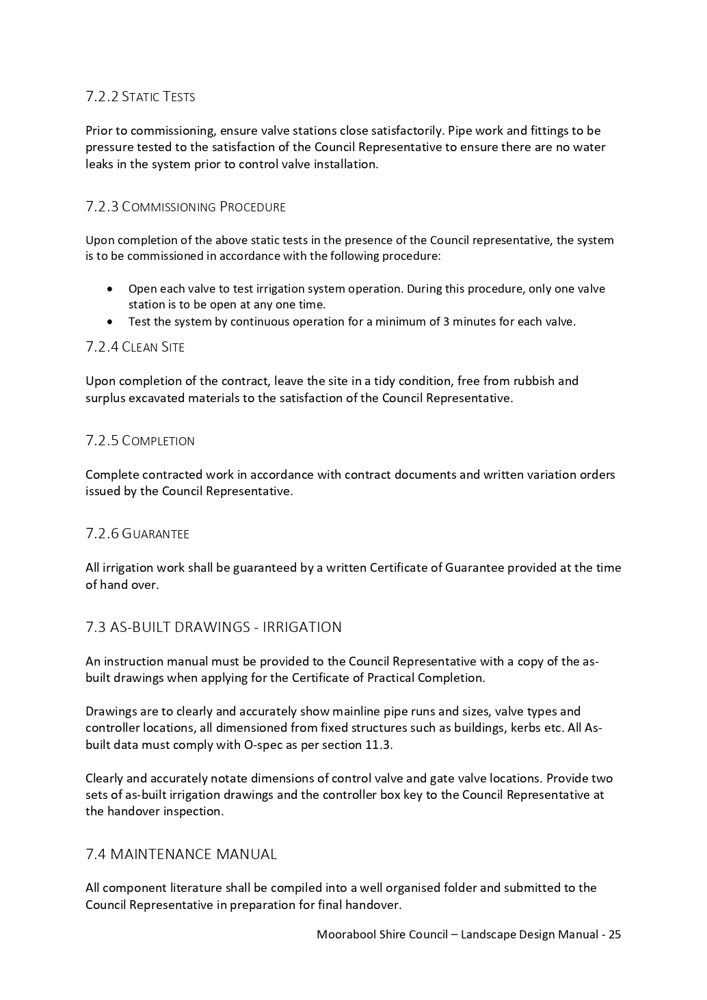 7.2.2 STATIC TESTS
Prior to commissioning, ensure valve stations close satisfactorily. Pipe work and fittings to be
pressure tested to the satisfaction of the Council Representative to ensure there are no water
leaks in the system prior to control valve installation.
7.2.3 COMMISSIONING PROCEDURE
Upon completion of the above static tests in the presence of the Council representative, the system
is to be commissioned in accordance with the following procedure:
• Open each valve to test irrigation system operation. During this procedure, only one valve
station is to be open at any one time.
• Test the system by continuous operation for a minimum of 3 minutes for each valve.
7.2.4 CLEAN SITE
Upon completion of the contract, leave the site in a tidy condition, free from rubbish and
surplus excavated materials to the satisfaction of the Council Representative.
7.2.5 COMPLETION
Complete contracted work in accordance with contract documents and written variation orders
issued by the Council Representative.
7.2.6 GUARANTEE
All irrigation work shall be guaranteed by a written Certificate of Guarantee provided at the time
of hand over.
7.3 AS-BUILT DRAWINGS - IRRIGATION
An instruction manual must be provided to the Council Representative with a copy of the as-
built drawings when applying for the Certificate of Practical Completion.
Drawings are to clearly and accurately show mainline pipe runs and sizes, valve types and
controller locations, all dimensioned from fixed structures such as buildings, kerbs etc. All As-
built data must comply with O-spec as per section 11.3.
Clearly and accurately notate dimensions of control valve and gate valve locations. Provide two
sets of as-built irrigation drawings and the controller box key to the Council Representative at
the handover inspection.
7.4 MAINTENANCE MANUAL
All component literature shall be compiled into a well organised folder and submitted to the
Council Representative in preparation for final handover.
Moorabool Shire Council – Landscape Design Manual - 25